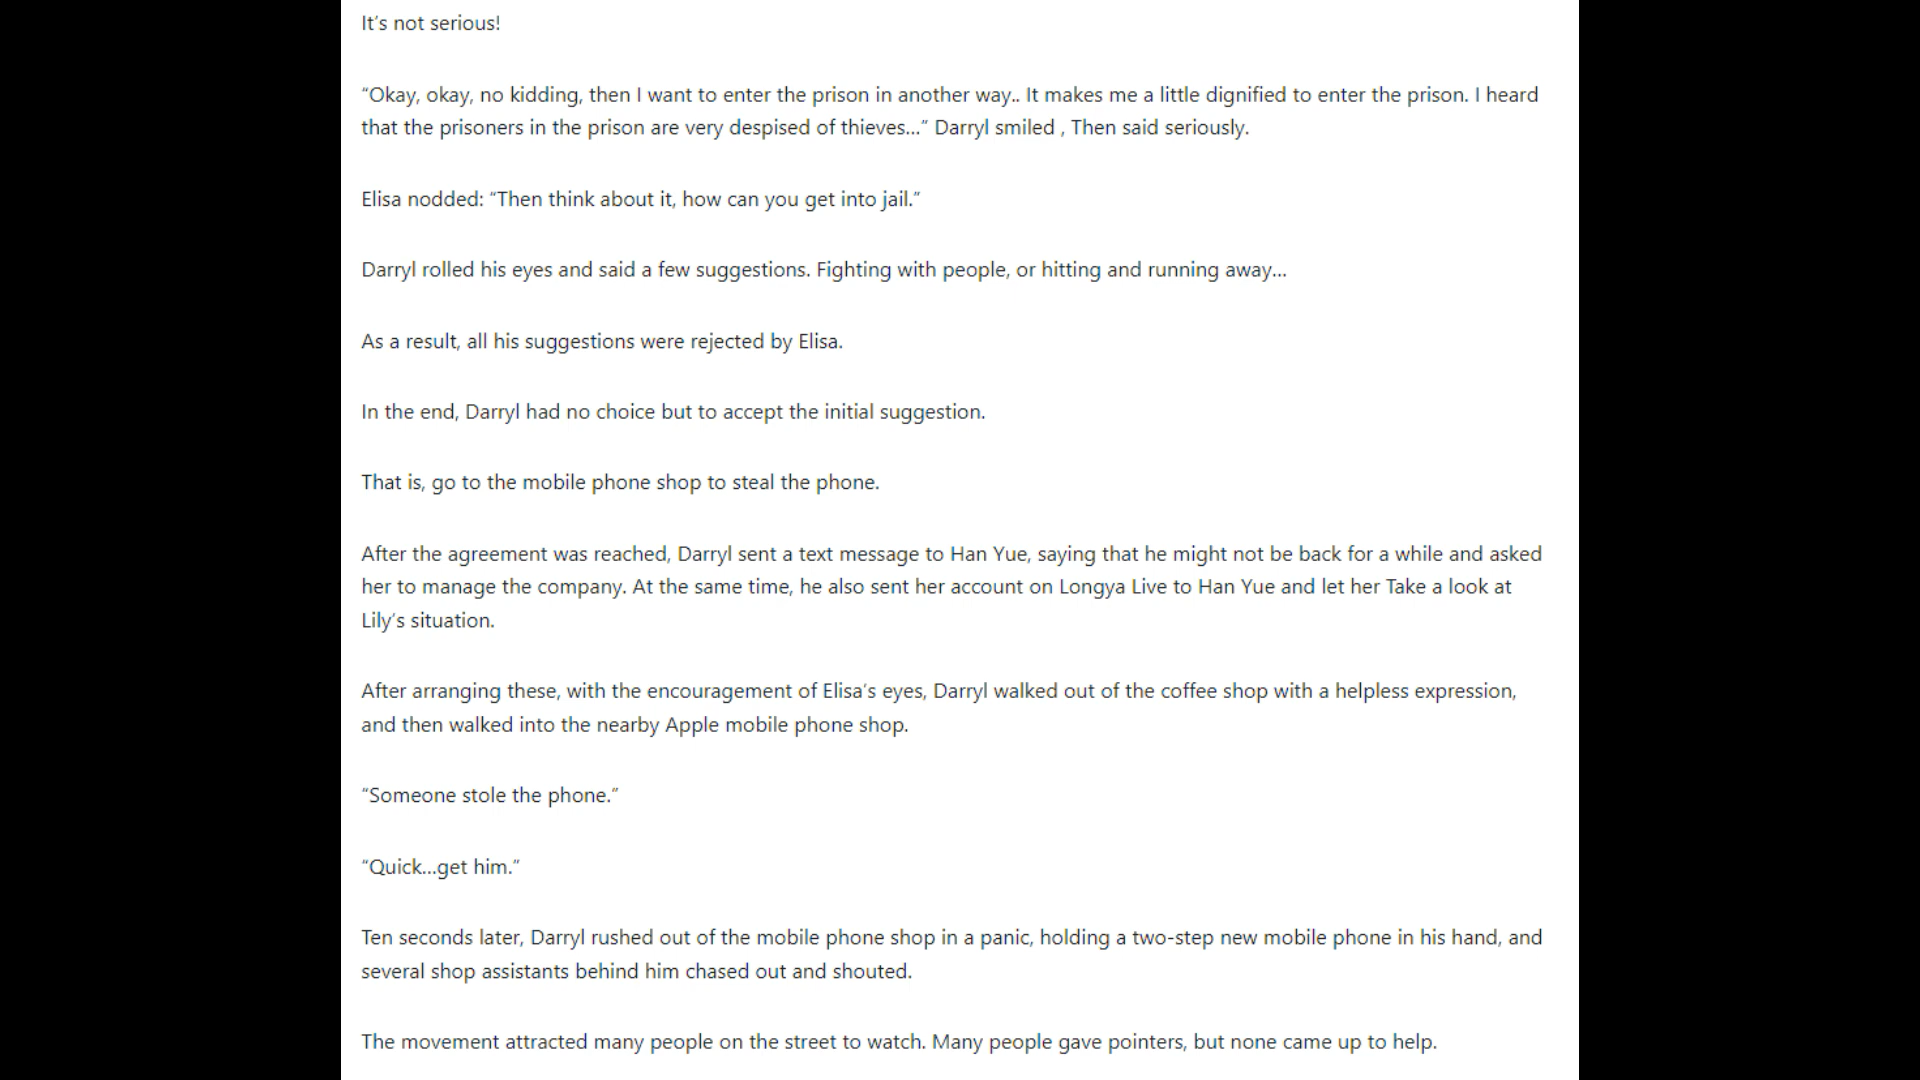 It's not serious!
“Okay, okay, no kidding, then I want to enter the prison in another way.. It makes me a little dignified to enter the prison. I heard
that the prisoners in the prison are very despised of thieves...” Darryl smiled , Then said seriously.
Elisa nodded: “Then think about it, how can you get into jail.”
Darryl rolled his eyes and said a few suggestions. Fighting with people, or hitting and running away...
As a result, all his suggestions were rejected by Elisa.
In the end, Darryl had no choice but to accept the initial suggestion.
That is, go to the mobile phone shop to steal the phone.
After the agreement was reached, Darryl sent a text message to Han Yue, saying that he might not be back for a while and asked
her to manage the company. At the same time, he also sent her account on Longya Live to Han Yue and let her Take a look at
Lily's situation.
After arranging these, with the encouragement of Elisa's eyes, Darryl walked out of the coffee shop with a helpless expression,
and then walked into the nearby Apple mobile phone shop.
“Someone stole the phone.”
“Quick...get him.”
Ten seconds later, Darryl rushed out of the mobile phone shop in a panic, holding a two-step new mobile phone in his hand, and
several shop assistants behind him chased out and shouted.
The movement attracted many people on the street to watch. Many people gave pointers, but none came up to help.